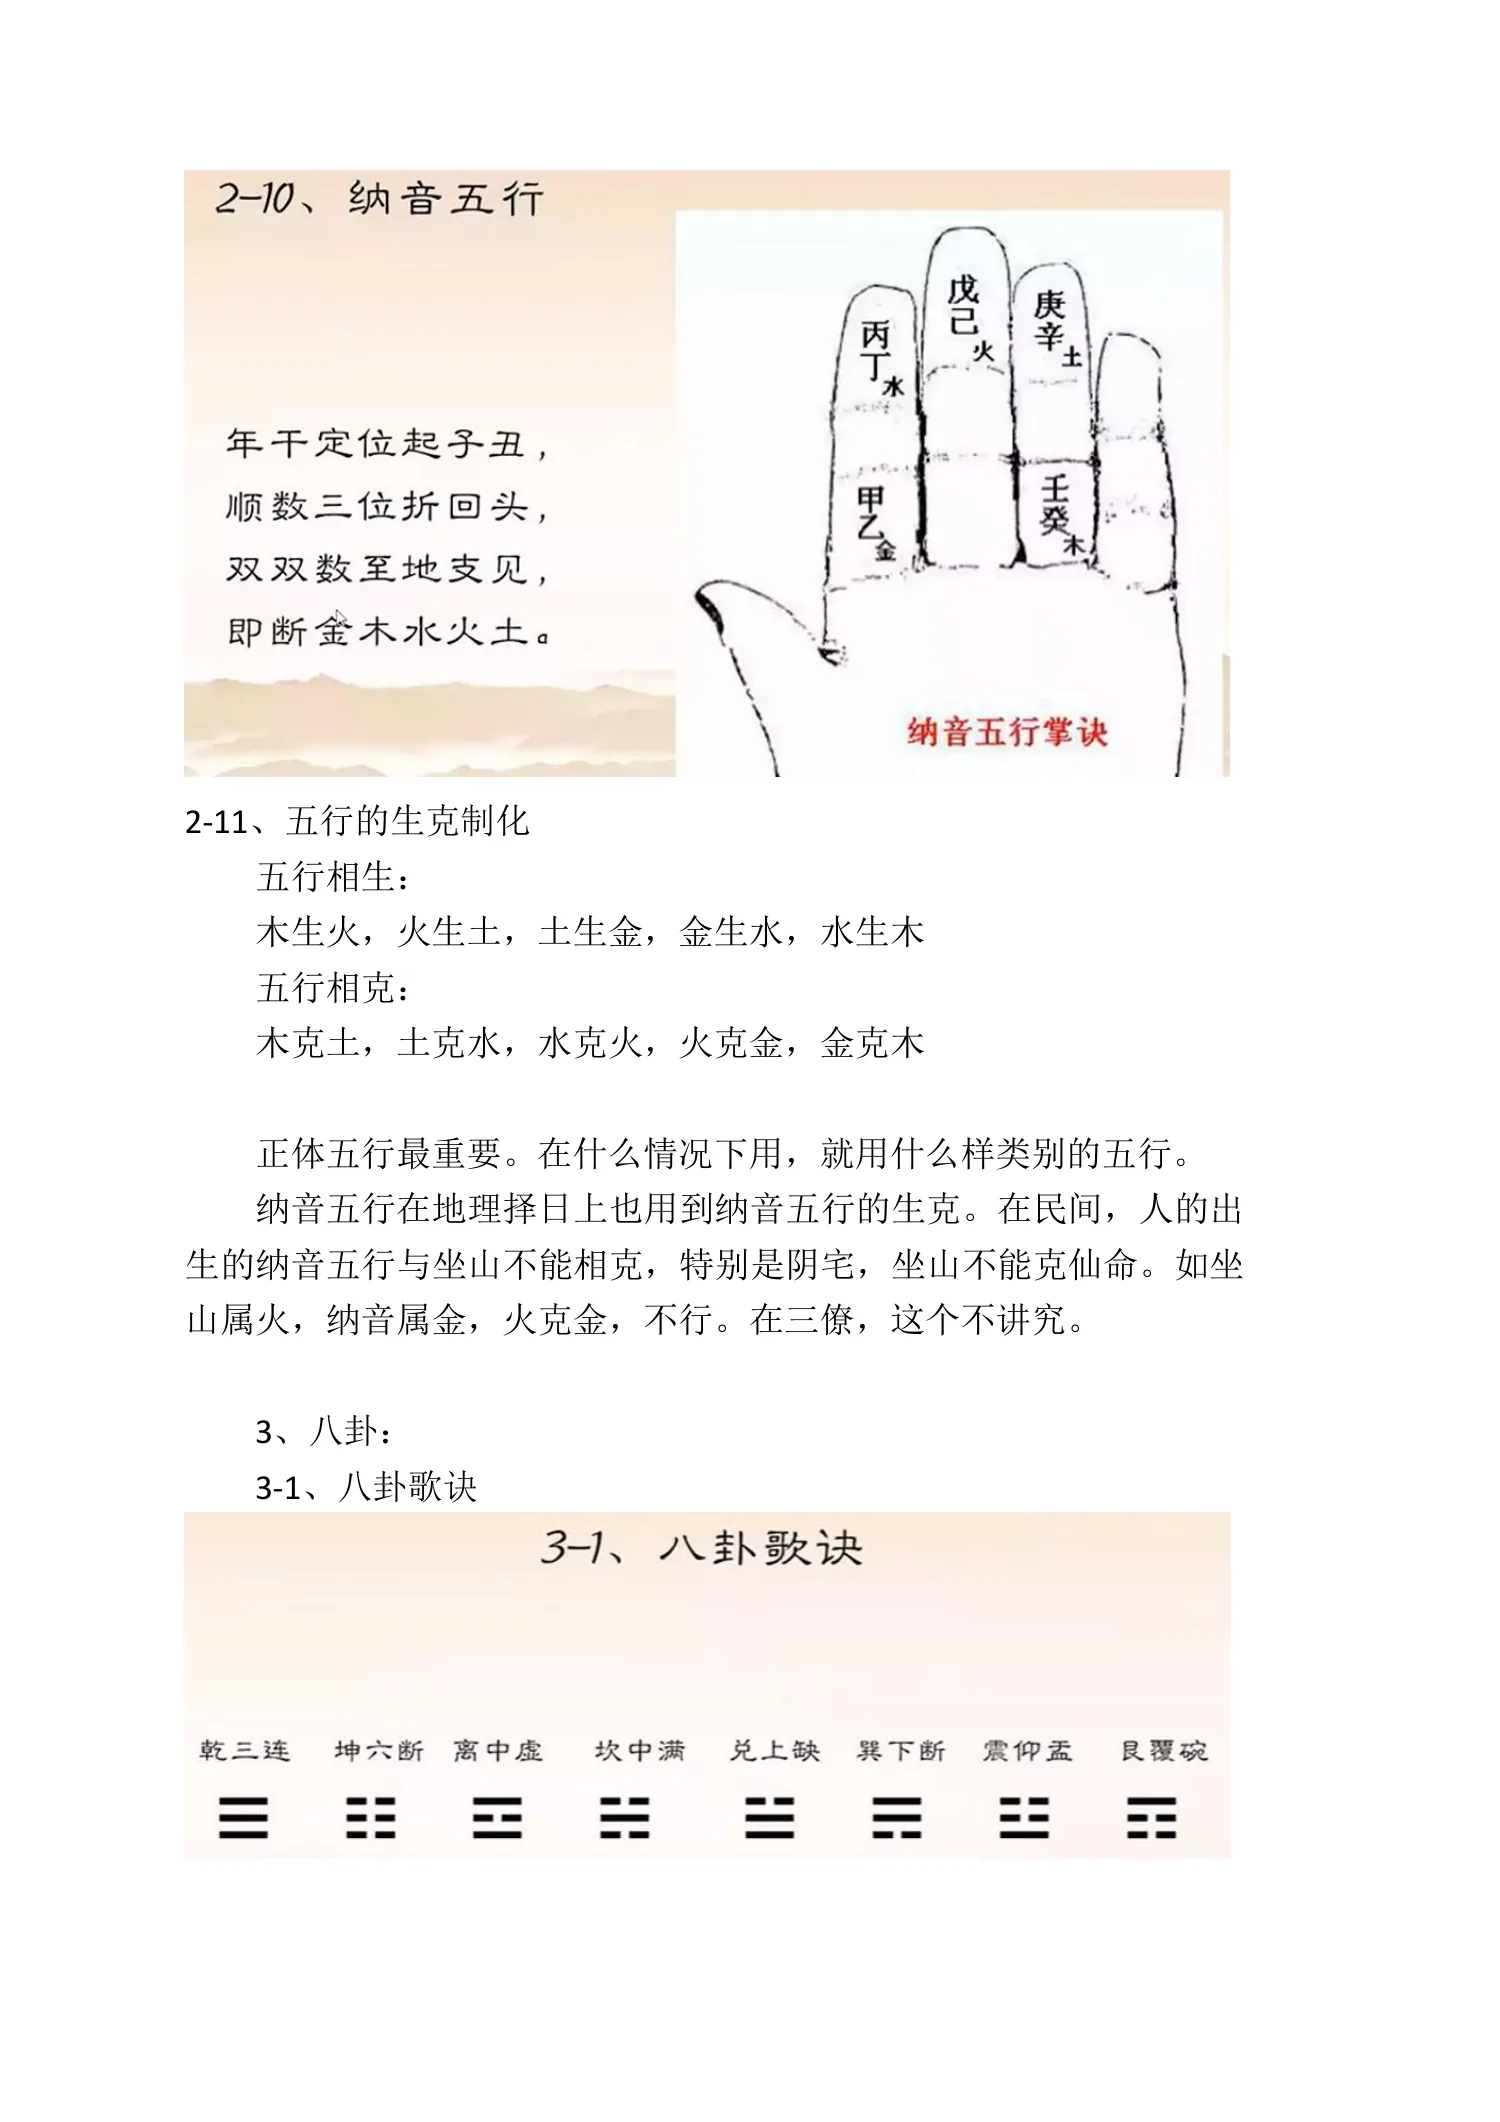 2-10、纳音五行
年干定位起子丑，
顺数三位折回头，
双双数至地支见，
即断金木水火土。
丙丁水
戊己火
庚辛土
甲乙金
壬癸木
纳音五行掌诀
2-11、五行的生克制化
五行相生：
木生火，火生土，土生金，金生水，水生木
五行相克：
木克土，土克水，水克火，火克金，金克木
正体五行最重要。在什么情况下用，就用什么样类别的五行。
纳音五行在地理择日上也用到纳音五行的生克。在民间，人的出
生的纳音五行与坐山不能相克，特别是阴宅，坐山不能克仙命。如坐
山属火，纳音属金，火克金，不行。在三僚，这个不讲究。
3、八卦：
3-1、八卦歌诀
3-1、八卦歌诀
乾三连 坤六断 离中虚 坎中满 兑上缺 巽下断 震仰盂 艮覆碗
☰ ☷ ☲ ☵ ☱ ☴ ☳ ☶